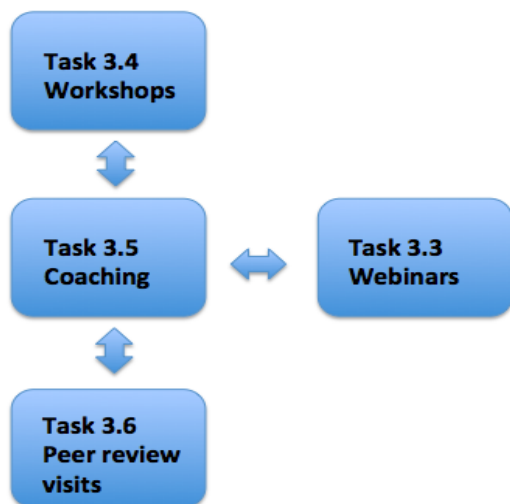 Task 3.4
Workshops
Task 3.5
Coaching
Task 3.3
Webinars
Task 3.6
Peer review
visits